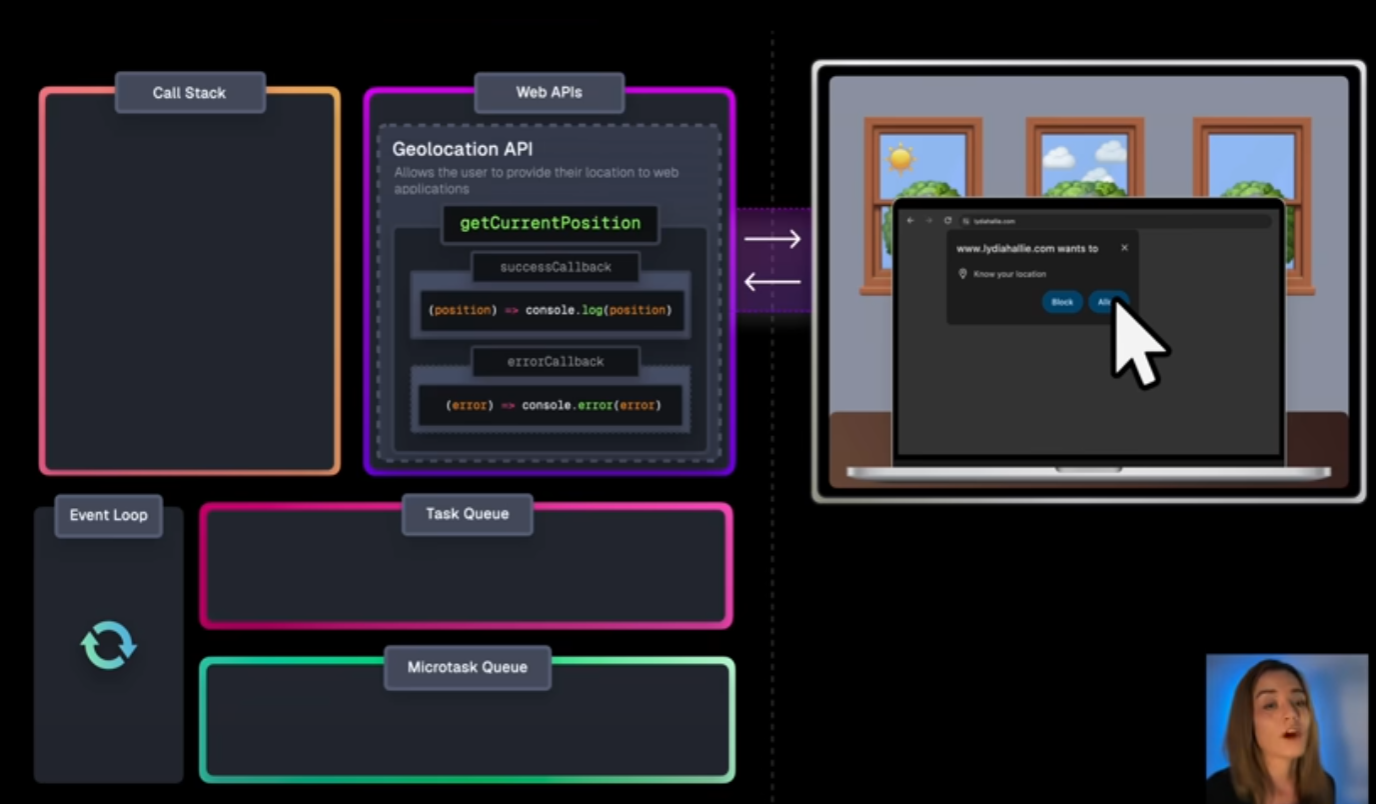 Call Stack
Web APIs
Geolocation API
Allows the user to provide their location to web
applications
getCurrentPosition
successCallback
(position) => console.log(position)
errorCallback
(error) => console.error(error)
lydiahallie.com
www.lydiahallie.com wants to
Know your location
Block
Event Loop
Task Queue
Microtask Queue